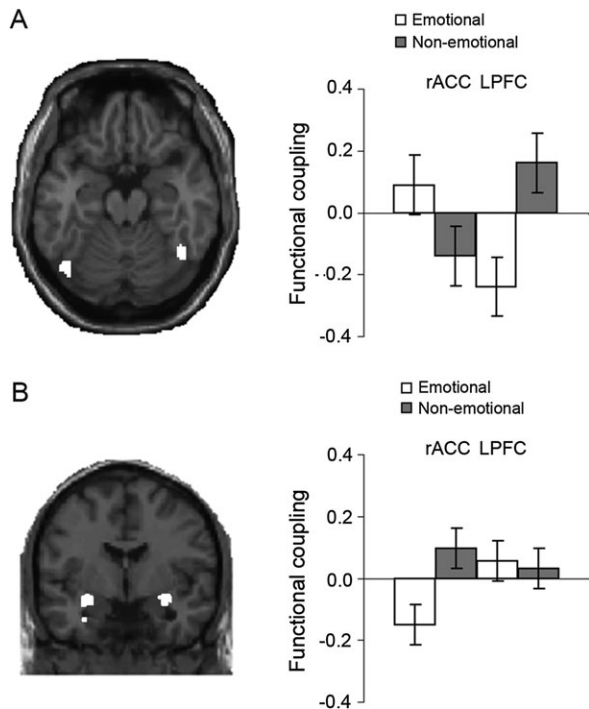 A
Emotional
Non-emotional
rACC LPFC
Functional coupling
0.4
0.2
0.0
-0.2
-0.4
B
Emotional
Non-emotional
rACC LPFC
Functional coupling
0.4
0.2
0.0
-0.2
-0.4